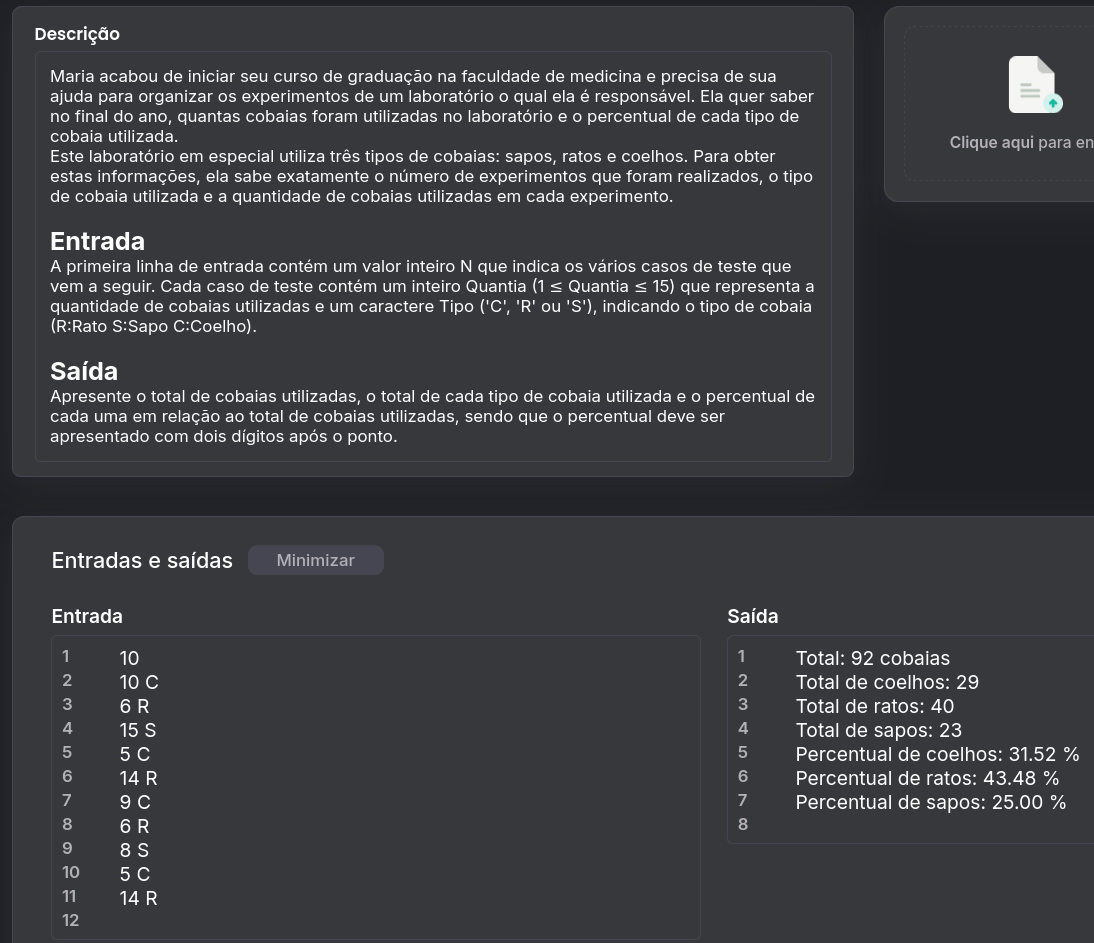 Descrição
Maria acabou de iniciar seu curso de graduação na faculdade de medicina e precisa de sua
ajuda para organizar os experimentos de um laboratório o qual ela é responsável. Ela quer saber
no final do ano, quantas cobaias foram utilizadas no laboratório e o percentual de cada tipo de
cobaia utilizada.
Este laboratório em especial utiliza três tipos de cobaias: sapos, ratos e coelhos. Para obter
estas informações, ela sabe exatamente o número de experimentos que foram realizados, o tipo
de cobaia utilizada e a quantidade de cobaias utilizadas em cada experimento.
Entrada
A primeira linha de entrada contém um valor inteiro N que indica os vários casos de teste que
vem a seguir. Cada caso de teste contém um inteiro Quantia (1 ≤ Quantia ≤ 15) que representa a
quantidade de cobaias utilizadas e um caractere Tipo ('C', 'R' ou 'S'), indicando o tipo de cobaia
(R:Rato S:Sapo C:Coelho).
Saída
Apresente o total de cobaias utilizadas, o total de cada tipo de cobaia utilizada e o percentual de
cada uma em relação ao total de cobaias utilizadas, sendo que o percentual deve ser
apresentado com dois dígitos após o ponto.
Clique aqui para en
Entradas e saídas
Minimizar
Entrada
1 10
2 10 C
3 6 R
4 15 S
5 5 C
6 14 R
7 9 C
8 6 R
9 8 S
10 5 C
11 14 R
12
Saída
1 Total: 92 cobaias
2 Total de coelhos: 29
3 Total de ratos: 40
4 Total de sapos: 23
5 Percentual de coelhos: 31.52 %
6 Percentual de ratos: 43.48 %
7 Percentual de sapos: 25.00 %
8